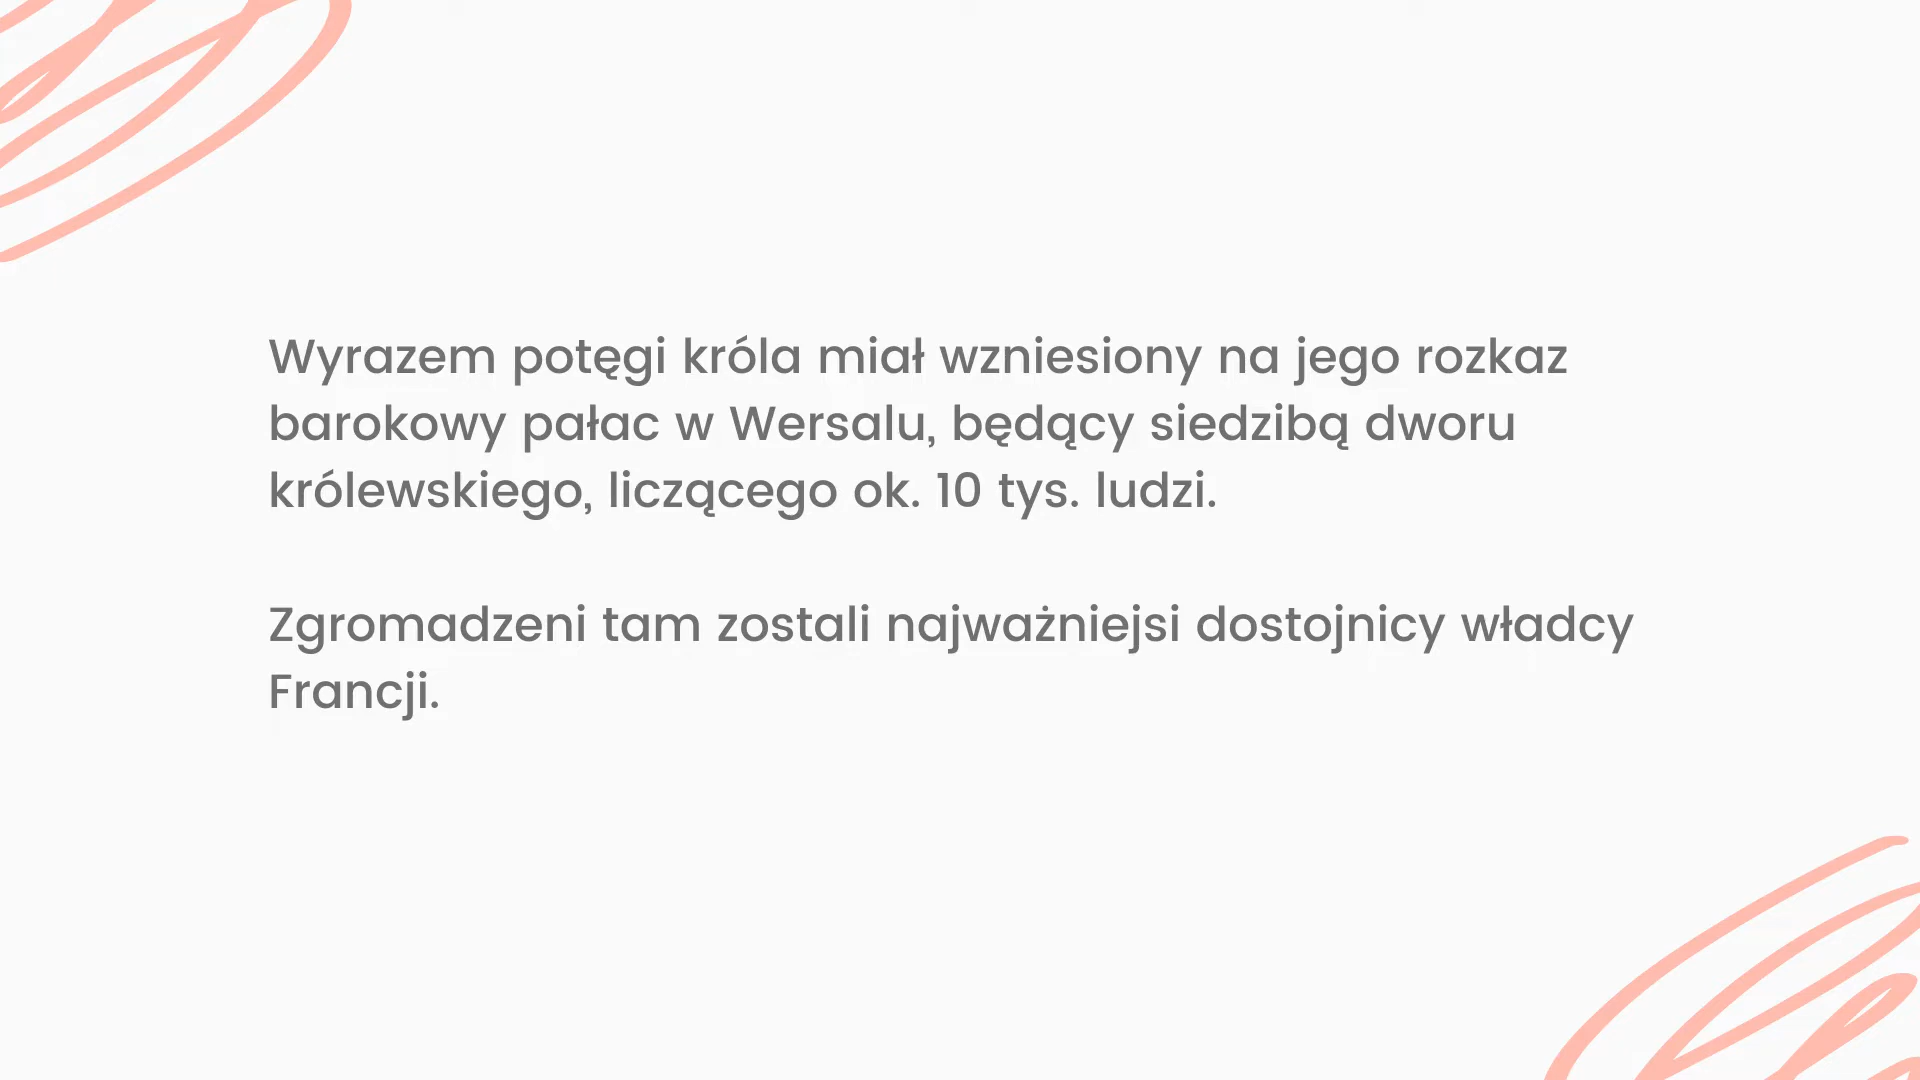 Wyrazem potęgi króla miał wzniesiony na jego rozkaz
barokowy pałac w Wersalu, będący siedzibą dworu
królewskiego, liczącego ok. 10 tys. ludzi.
Zgromadzeni tam zostali najważniejsi dostojnicy władcy
Francji.